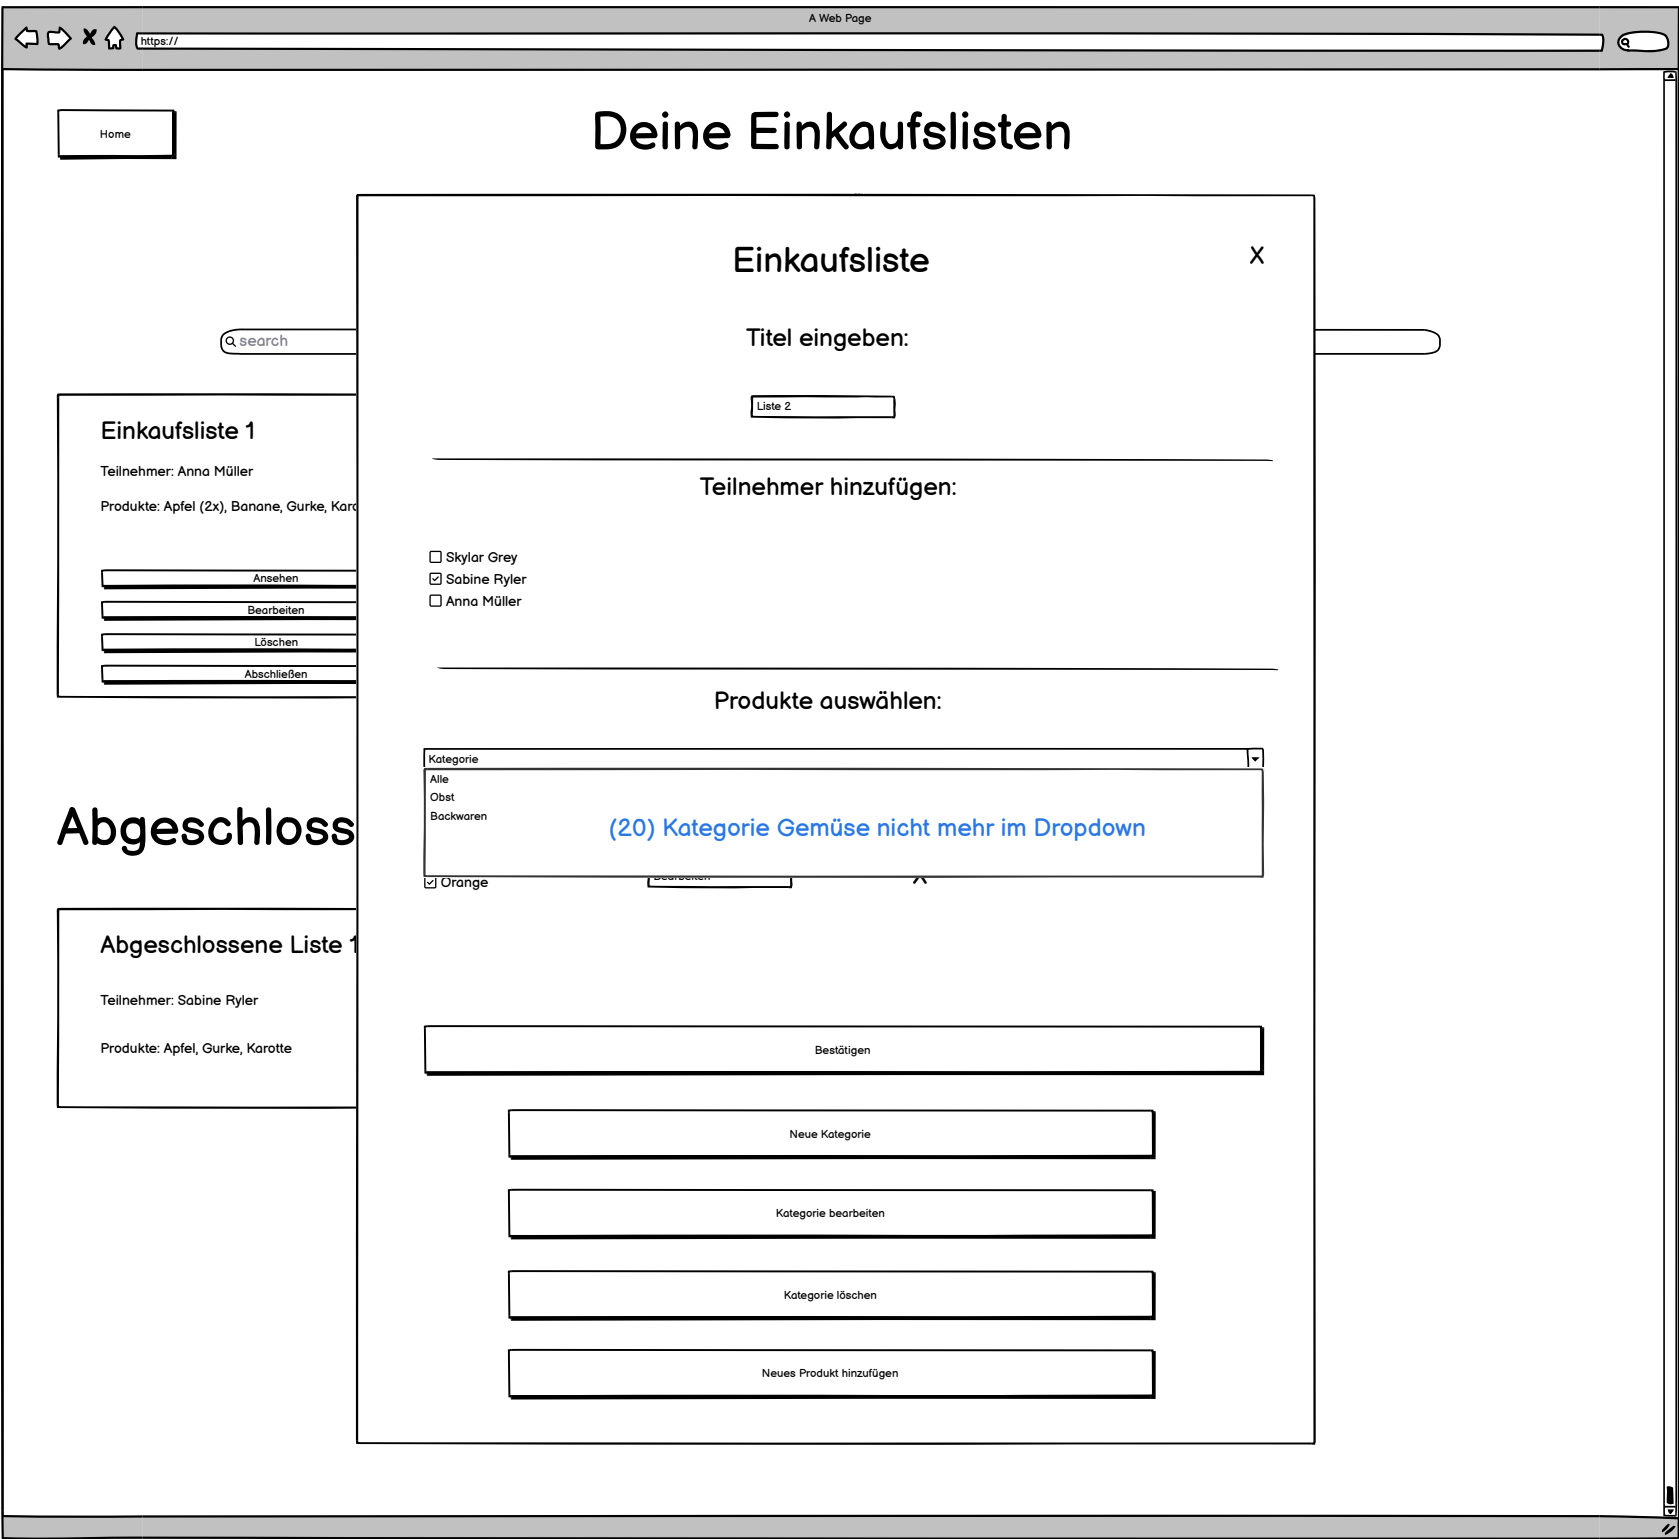 A Web Page
https://
Home
Deine Einkaufslisten
search
Einkaufsliste 1
Teilnehmer: Anna Müller
Produkte: Apfel (2x), Banane, Gurke,
Ansehen
Bearbeiten
Löschen
Abschließen
Abgeschloss
Abgeschlossene Liste 1
Teilnehmer: Sabine Ryler
Produkte: Apfel, Gurke, Karotte
Einkaufsliste
X
Titel eingeben:
Liste 2
Teilnehmer hinzufügen:
Skylar Grey
Sabine Ryler
Anna Müller
Produkte auswählen:
Kategorie
Alle
Obst
Backwaren
(20) Kategorie Gemüse nicht mehr im Dropdown
Orange
Bestätigen
Neue Kategorie
Kategorie bearbeiten
Kategorie löschen
Neues Produkt hinzufügen